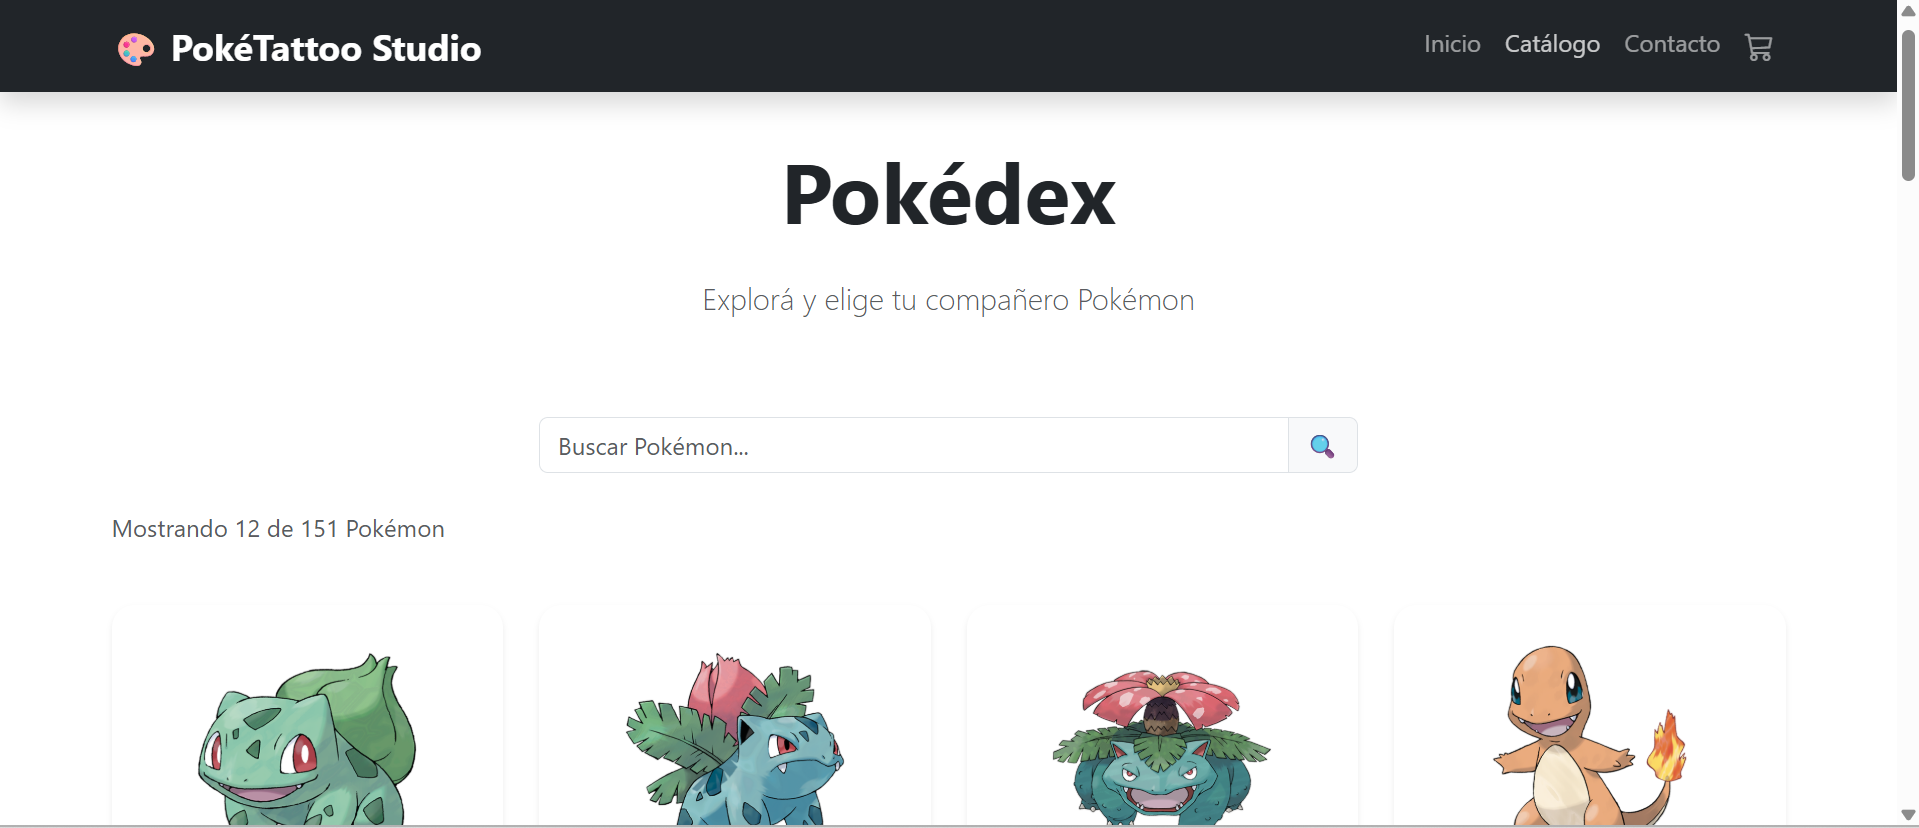 PokéTattoo Studio
Inicio Catálogo Contacto
Pokédex
Explorá y elige tu compañero Pokémon
Buscar Pokémon...
Mostrando 12 de 151 Pokémon